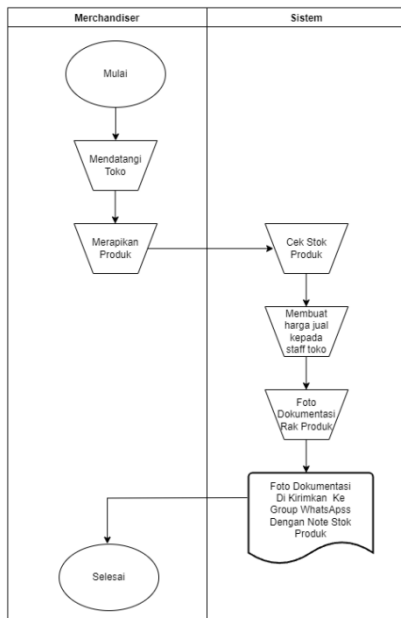 Merchandiser
Sistem
Mulai
Mendatangi
Toko
Merapikan
Produk
Cek Stok
Produk
Membuat
harga jual
kepada
staff toko
Foto
Dokumentasi
Rak Produk
Foto Dokumentasi
Di Kirimkan Ke
Group WhatsApss
Dengan Note Stok
Produk
Selesai